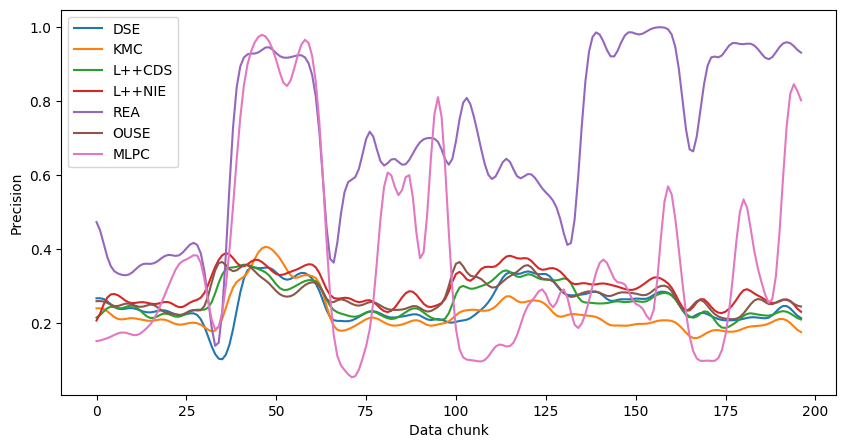 DSE
KMC
L++CDS
L++NIE
REA
OUSE
MLPC
Precision
1.0
0.8
0.6
0.4
0.2
0
25
50
75
100
125
150
175
200
Data chunk